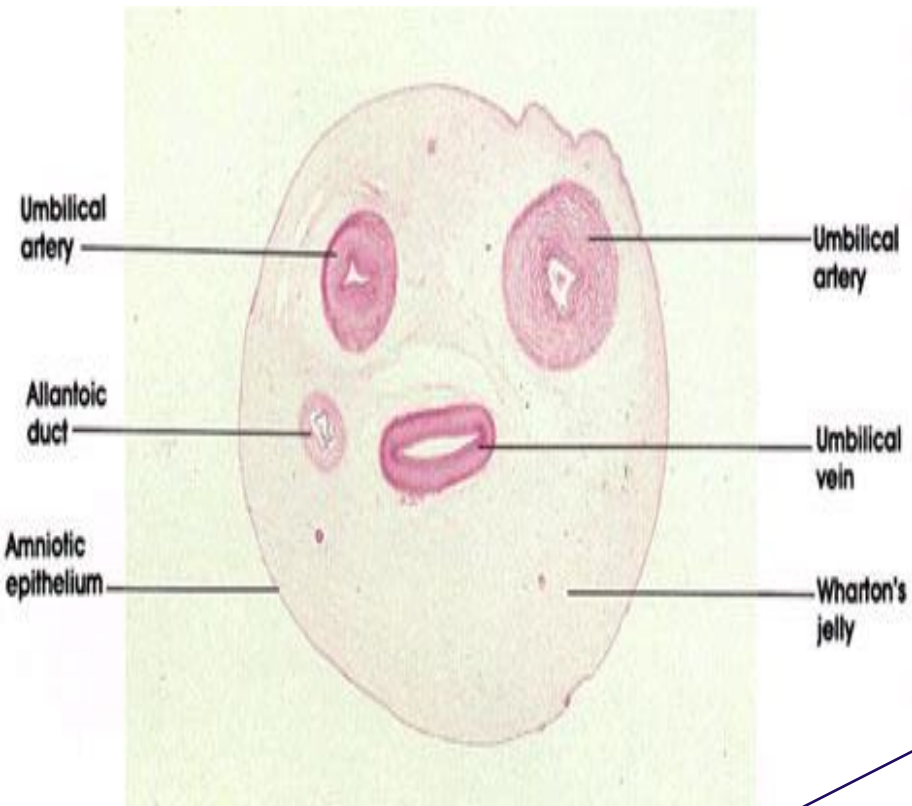 Umbilical
artery
Umbilical
artery
Allantoic
duct
Umbilical
vein
Amniotic
epithelium
Wharton's
jelly